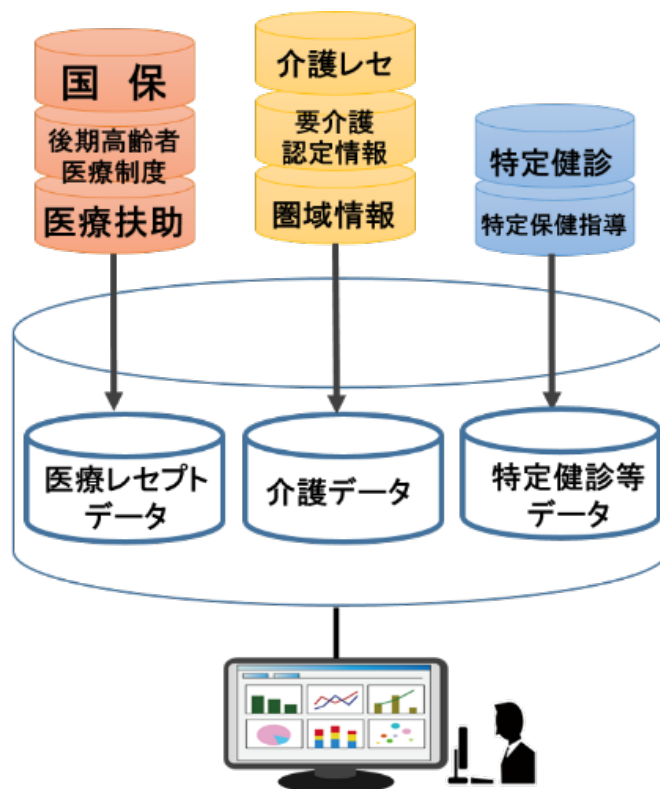 国　保
後期高齢者
医療制度
医療扶助
介護レセ
要介護
認定情報
圏域情報
特定健診
特定保健指導
医療レセプト
データ
介護データ
特定健診等
データ